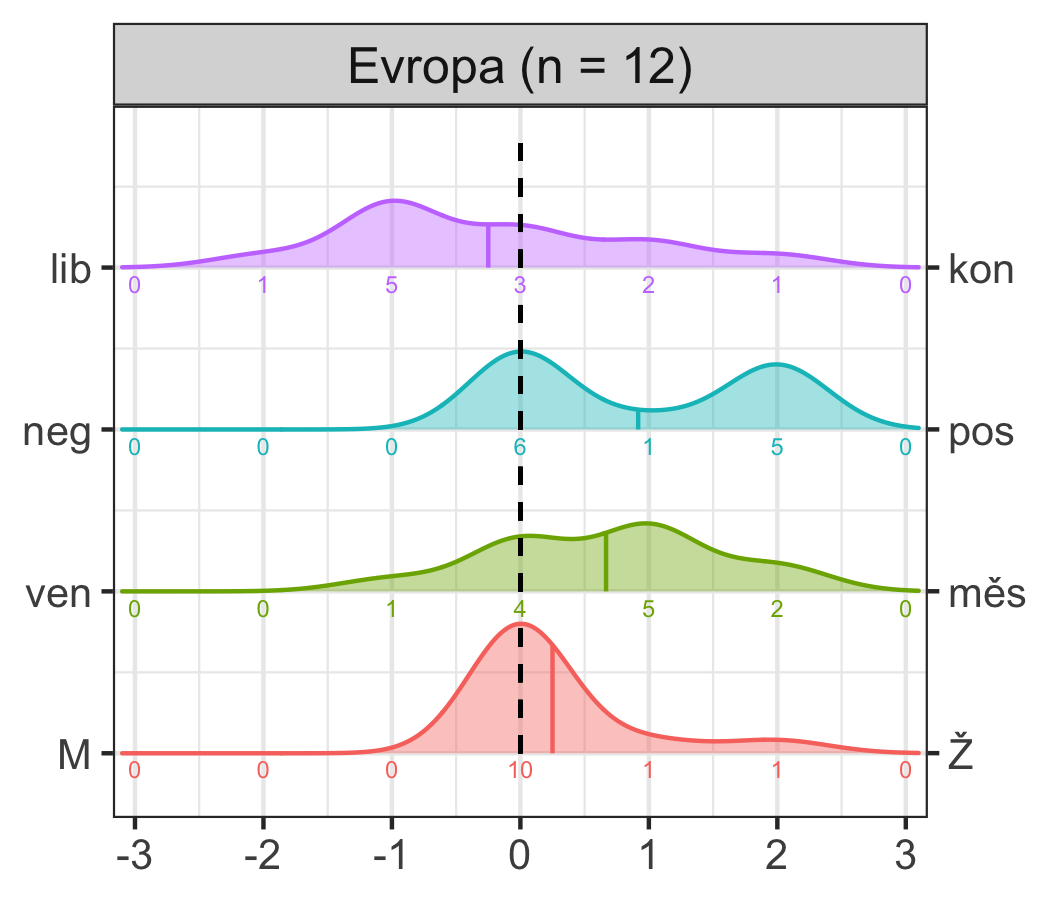 Evropa (n = 12)
lib kon
0 1 5 3 2 1 0
neg pos
0 0 0 6 1 5 0
ven měs
0 0 1 4 5 2 0
M Ž
0 0 0 10 1 1 0
-3 -2 -1 0 1 2 3